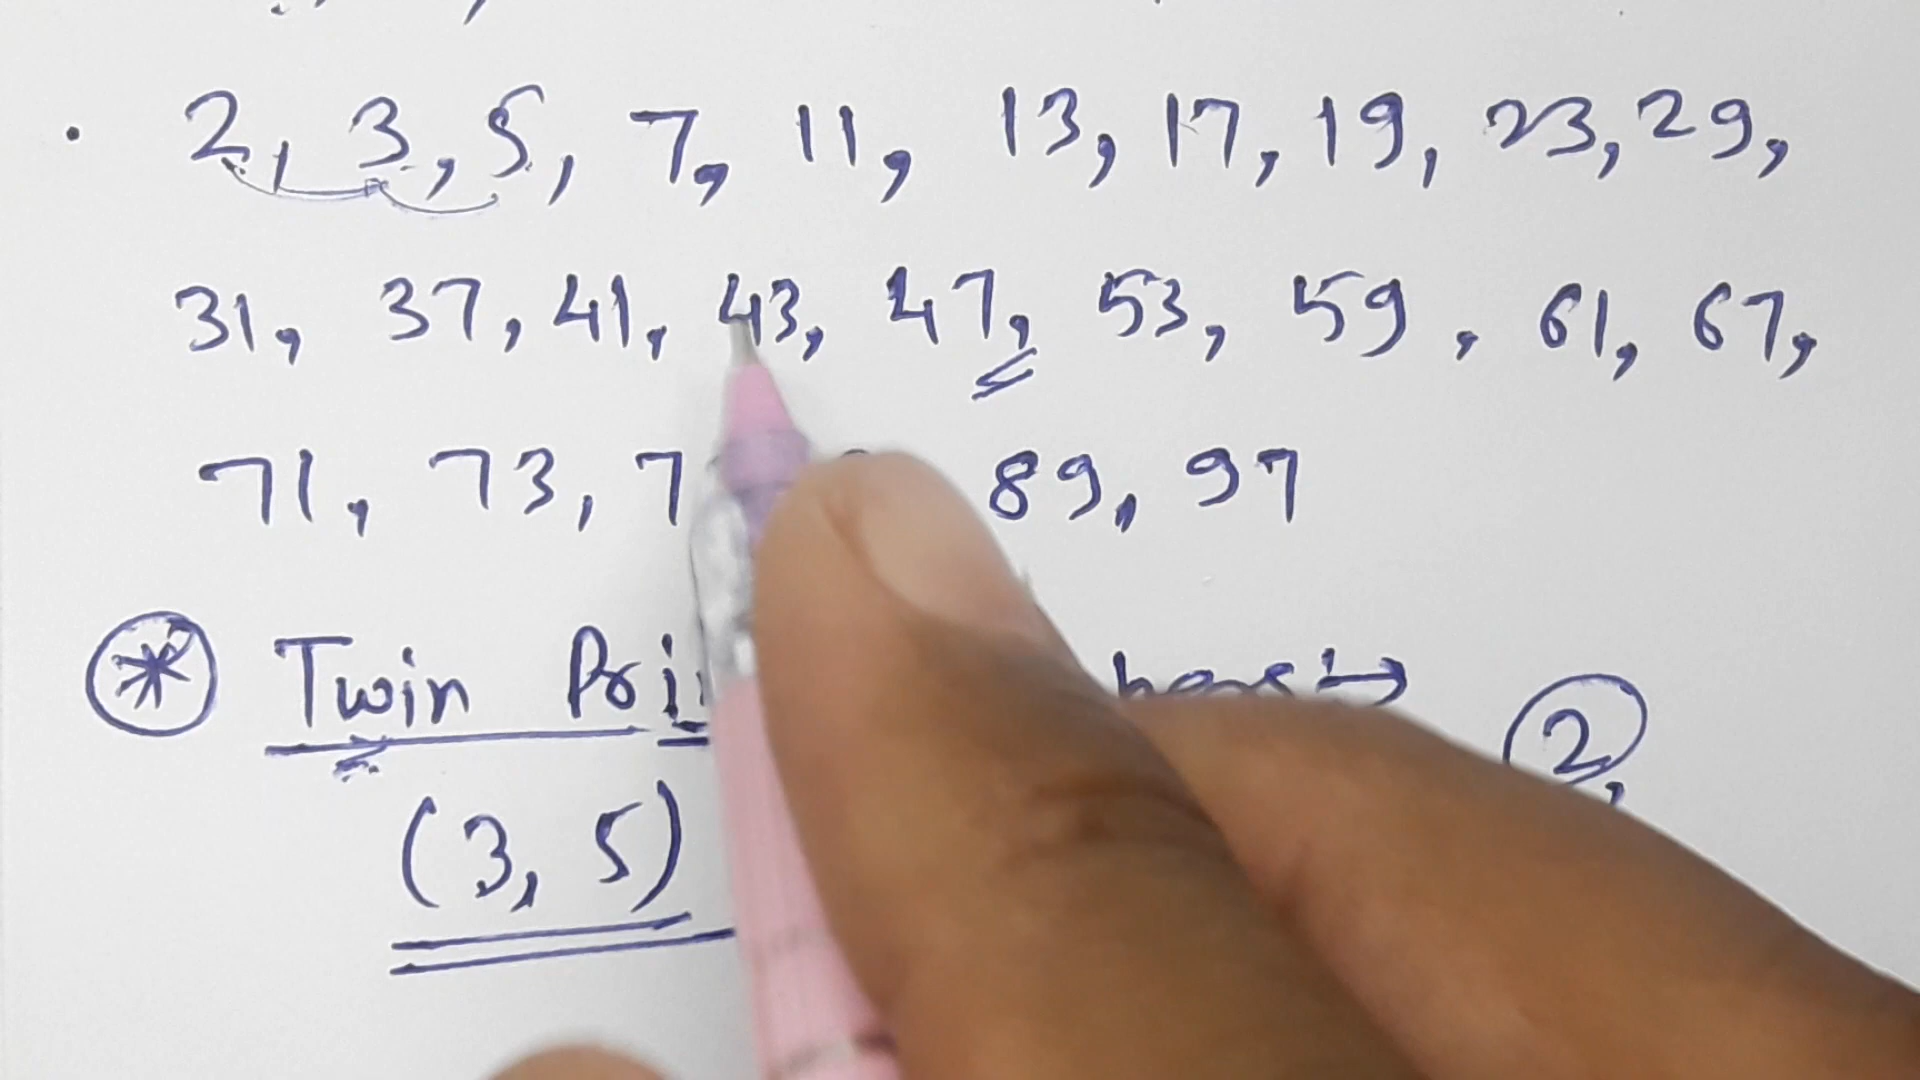 2, 3, 5, 7, 11, 13, 17, 19, 23, 29,
31, 37, 41, 43, 47, 53, 59, 61, 67,
71, 73, 7 89, 97
* Twin Pri bers:→ 2,
(3, 5)